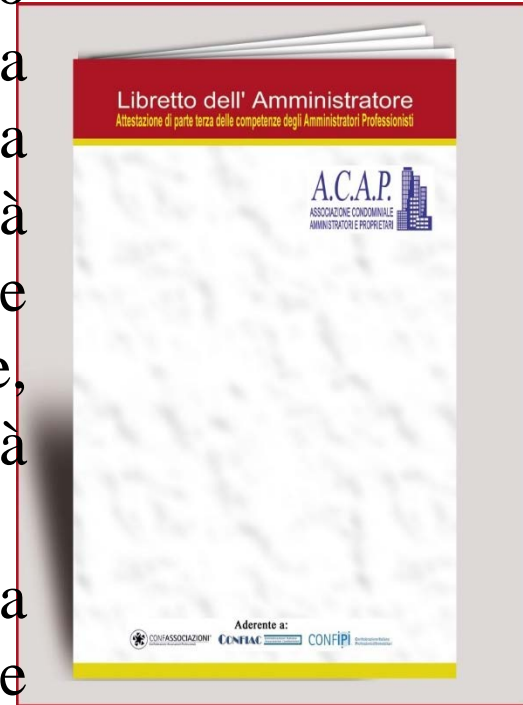 o
a
Libretto dell' Amministratore
Attestazione di parte terza delle competenze degli Amministratori Professionisti
a
à
A.C.A.P.
ASSOCIAZIONE CONDOMINIALE
AMMINISTRATORI E PROPRIETARI
e
e,
à
a
Aderente a:
CONFASSOCIAZIONI CONFIAC CONFIPI
e